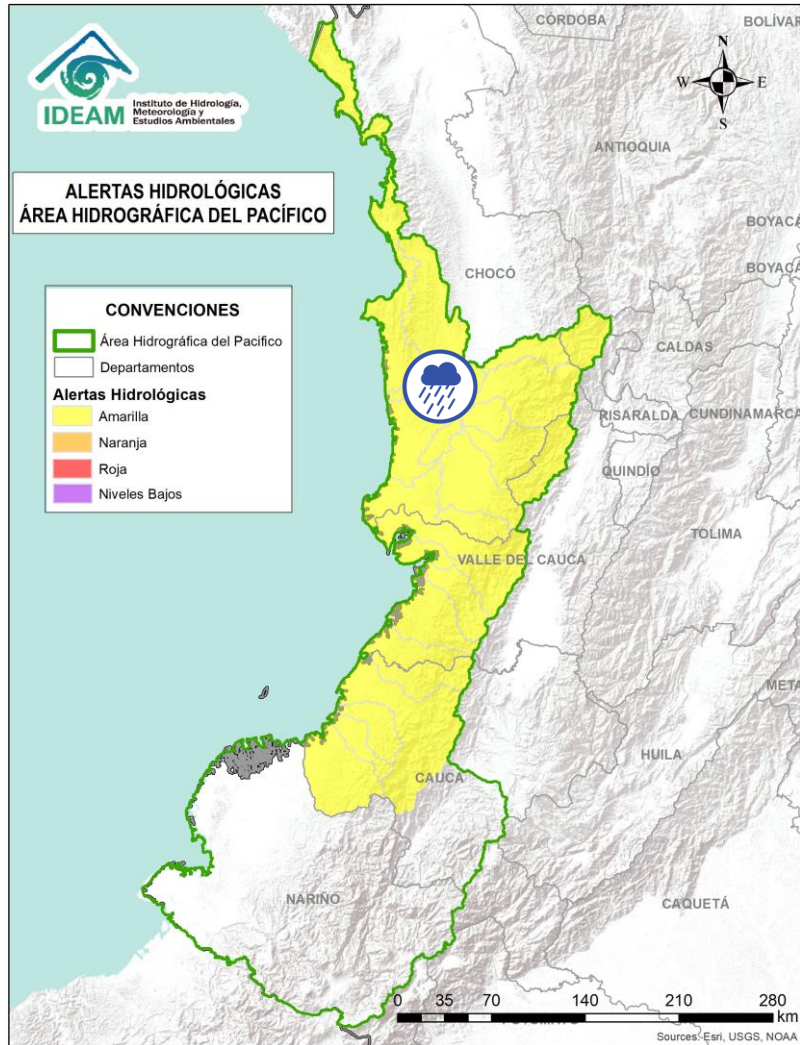 CÓRDOBA
BOLÍVAR
IDEAM
Instituto de Hidrología,
Meteorología y
Estudios Ambientales
N
W E
S
ANTIOQUIA
ALERTAS HIDROLÓGICAS
ÁREA HIDROGRÁFICA DEL PACÍFICO
BOYACÁ
CHOCÓ
BOYACÁ
CONVENCIONES
Área Hidrográfica del Pacifico
Departamentos
Alertas Hidrológicas
Amarilla
Naranja
Roja
Niveles Bajos
CALDAS
RISARALDA
CUNDINAMARCA
QUINDÍO
TOLIMA
VALLE DEL CAUCA
META
HUILA
CAUCA
NARIÑO
CAQUETÁ
0 35 70 140 210 280
km
Sources: Esri, USGS, NOAA